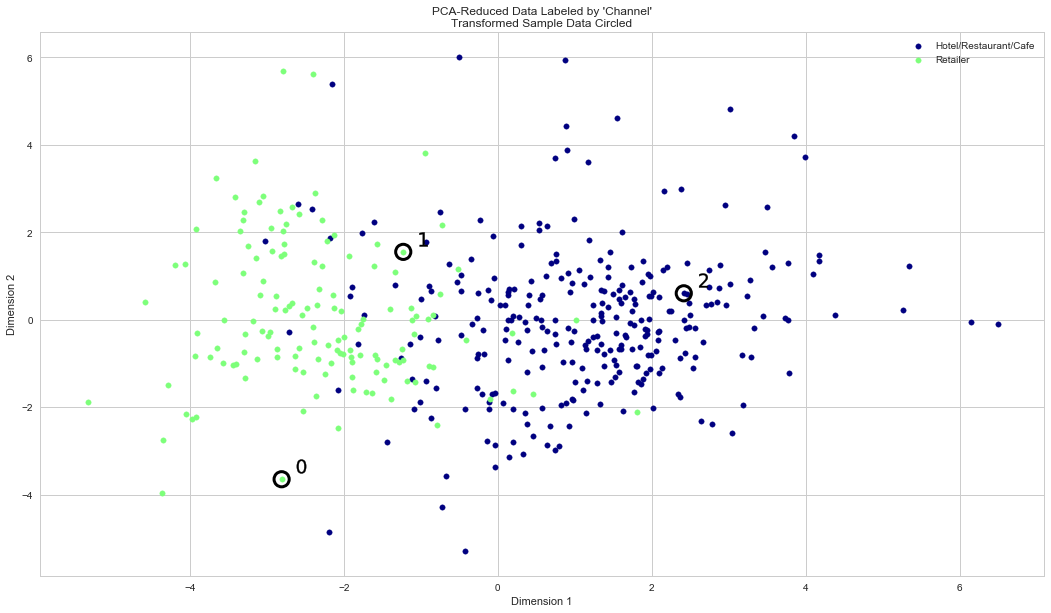 PCA-Reduced Data Labeled by 'Channel'
Transformed Sample Data Circled
Hotel/Restaurant/Cafe
Retailer
6
4
2
0
−2
−4
Dimension 2
1
2
0
−4
−2
0
2
4
6
Dimension 1